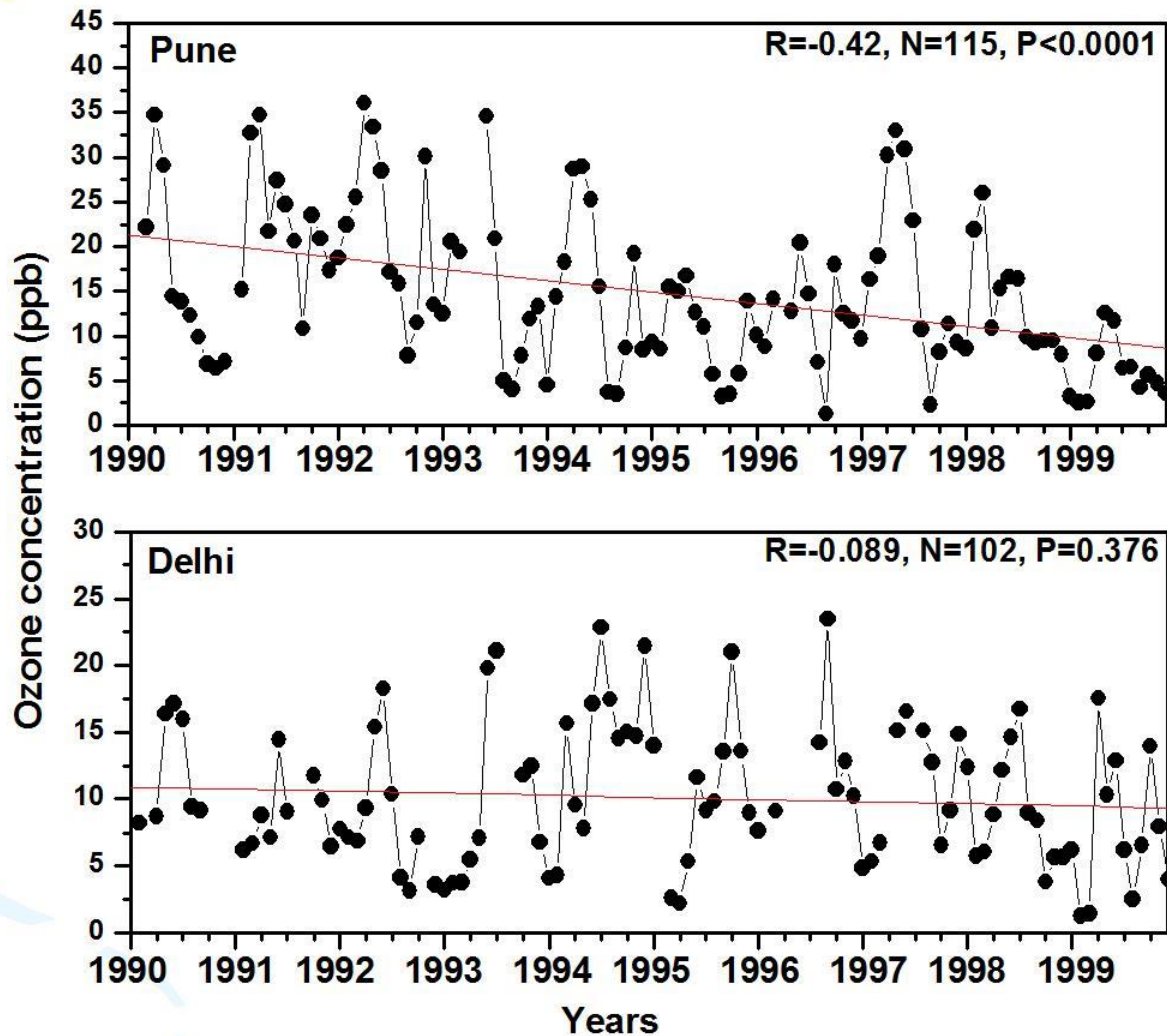 Ozone concentration (ppb)
Pune
R=-0.42, N=115, P<0.0001
45
40
35
30
25
20
15
10
5
0
1990 1991 1992 1993 1994 1995 1996 1997 1998 1999
Delhi
R=-0.089, N=102, P=0.376
30
25
20
15
10
5
0
1990 1991 1992 1993 1994 1995 1996 1997 1998 1999
Years